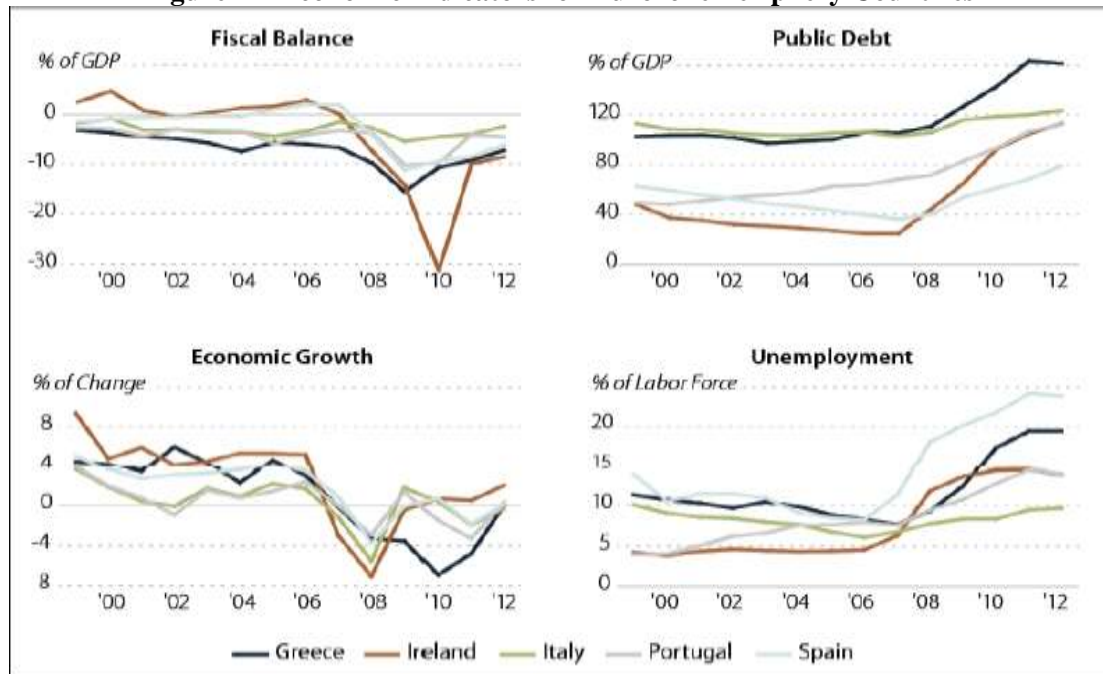 Fiscal Balance
% of GDP
0
-10
-20
-30
'00 '02 '04 '06 '08 '10 '12
Public Debt
% of GDP
120
80
40
0
'00 '02 '04 '06 '08 '10 '12
Economic Growth
% of Change
8
4
0
-4
8
'00 '02 '04 '06 '08 '10 '12
Unemployment
% of Labor Force
20
15
10
5
0
'00 '02 '04 '06 '08 '10 '12
Greece Ireland Italy Portugal Spain